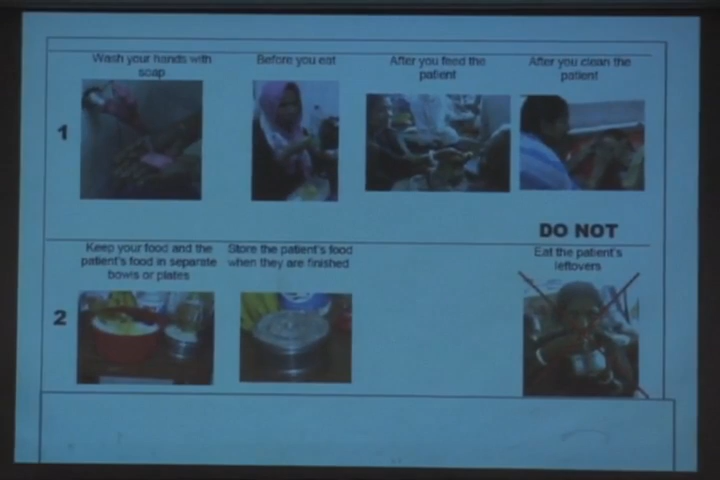 Wash your hands with
soap
Before you eat
After you feed the
patient
After you clean the
patient
1
DO NOT
Keep your food and the
patient's food in separate
bowls or plates
Store the patient's food
when they are finished
Eat the patient's
leftovers
2